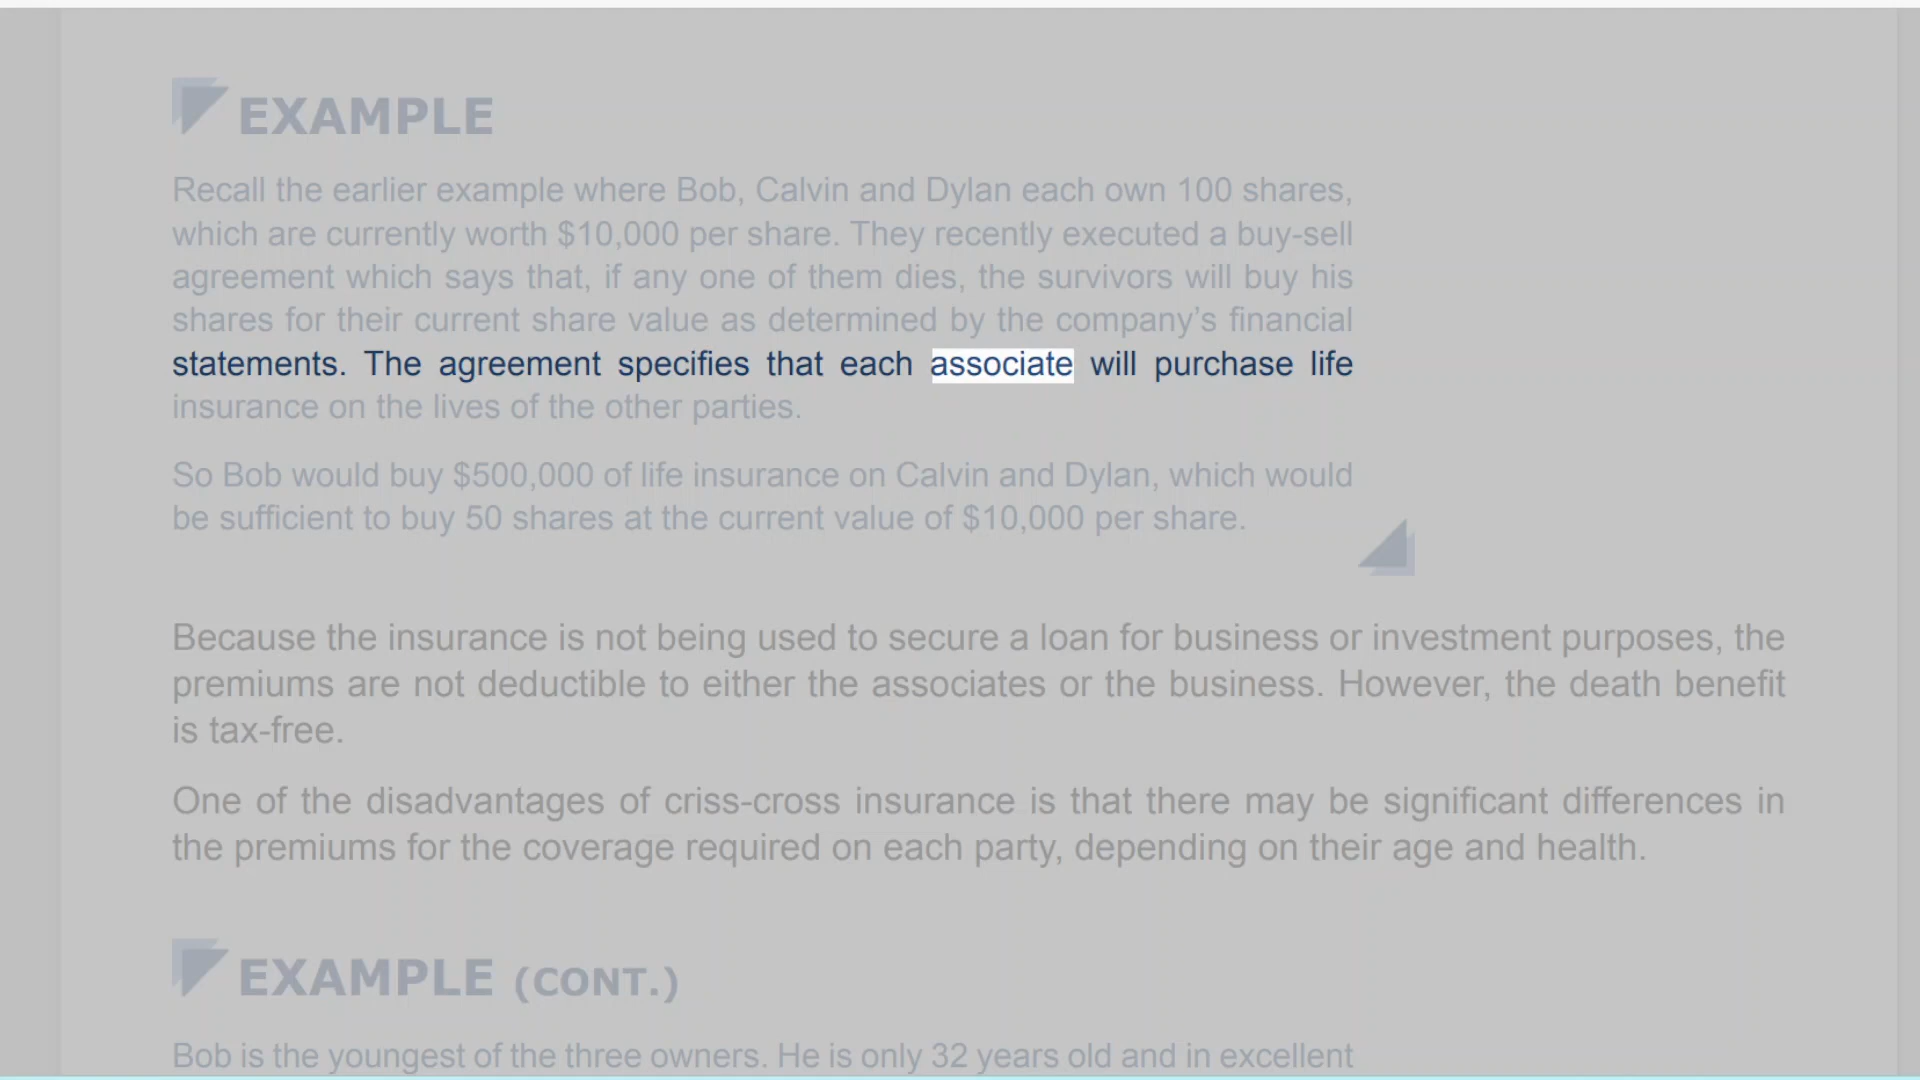 EXAMPLE
Recall the earlier example where Bob, Calvin and Dylan each own 100 shares,
which are currently worth $10,000 per share. They recently executed a buy-sell
agreement which says that, if any one of them dies, the survivors will buy his
shares for their current share value as determined by the company’s financial
statements. The agreement specifies that each associate will purchase life
insurance on the lives of the other parties.
So Bob would buy $500,000 of life insurance on Calvin and Dylan, which would
be sufficient to buy 50 shares at the current value of $10,000 per share.
Because the insurance is not being used to secure a loan for business or investment purposes, the
premiums are not deductible to either the associates or the business. However, the death benefit
is tax-free.
One of the disadvantages of criss-cross insurance is that there may be significant differences in
the premiums for the coverage required on each party, depending on their age and health.
EXAMPLE (CONT.)
Bob is the youngest of the three owners. He is only 32 years old and in excellent